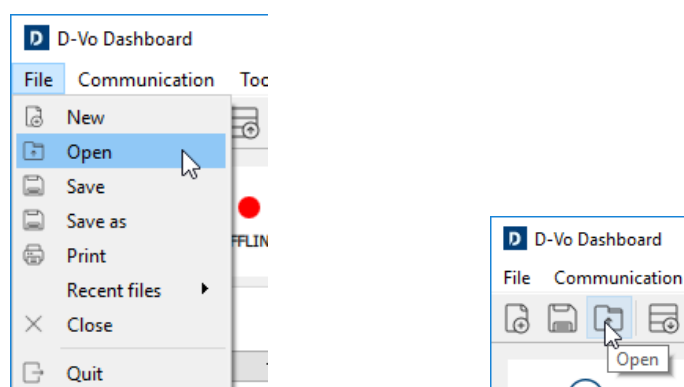 D D-Vo Dashboard
File Communication
New
Open
Save
Save as
Print
Recent files
Close
Quit
D D-Vo Dashboard
File Communication
Open